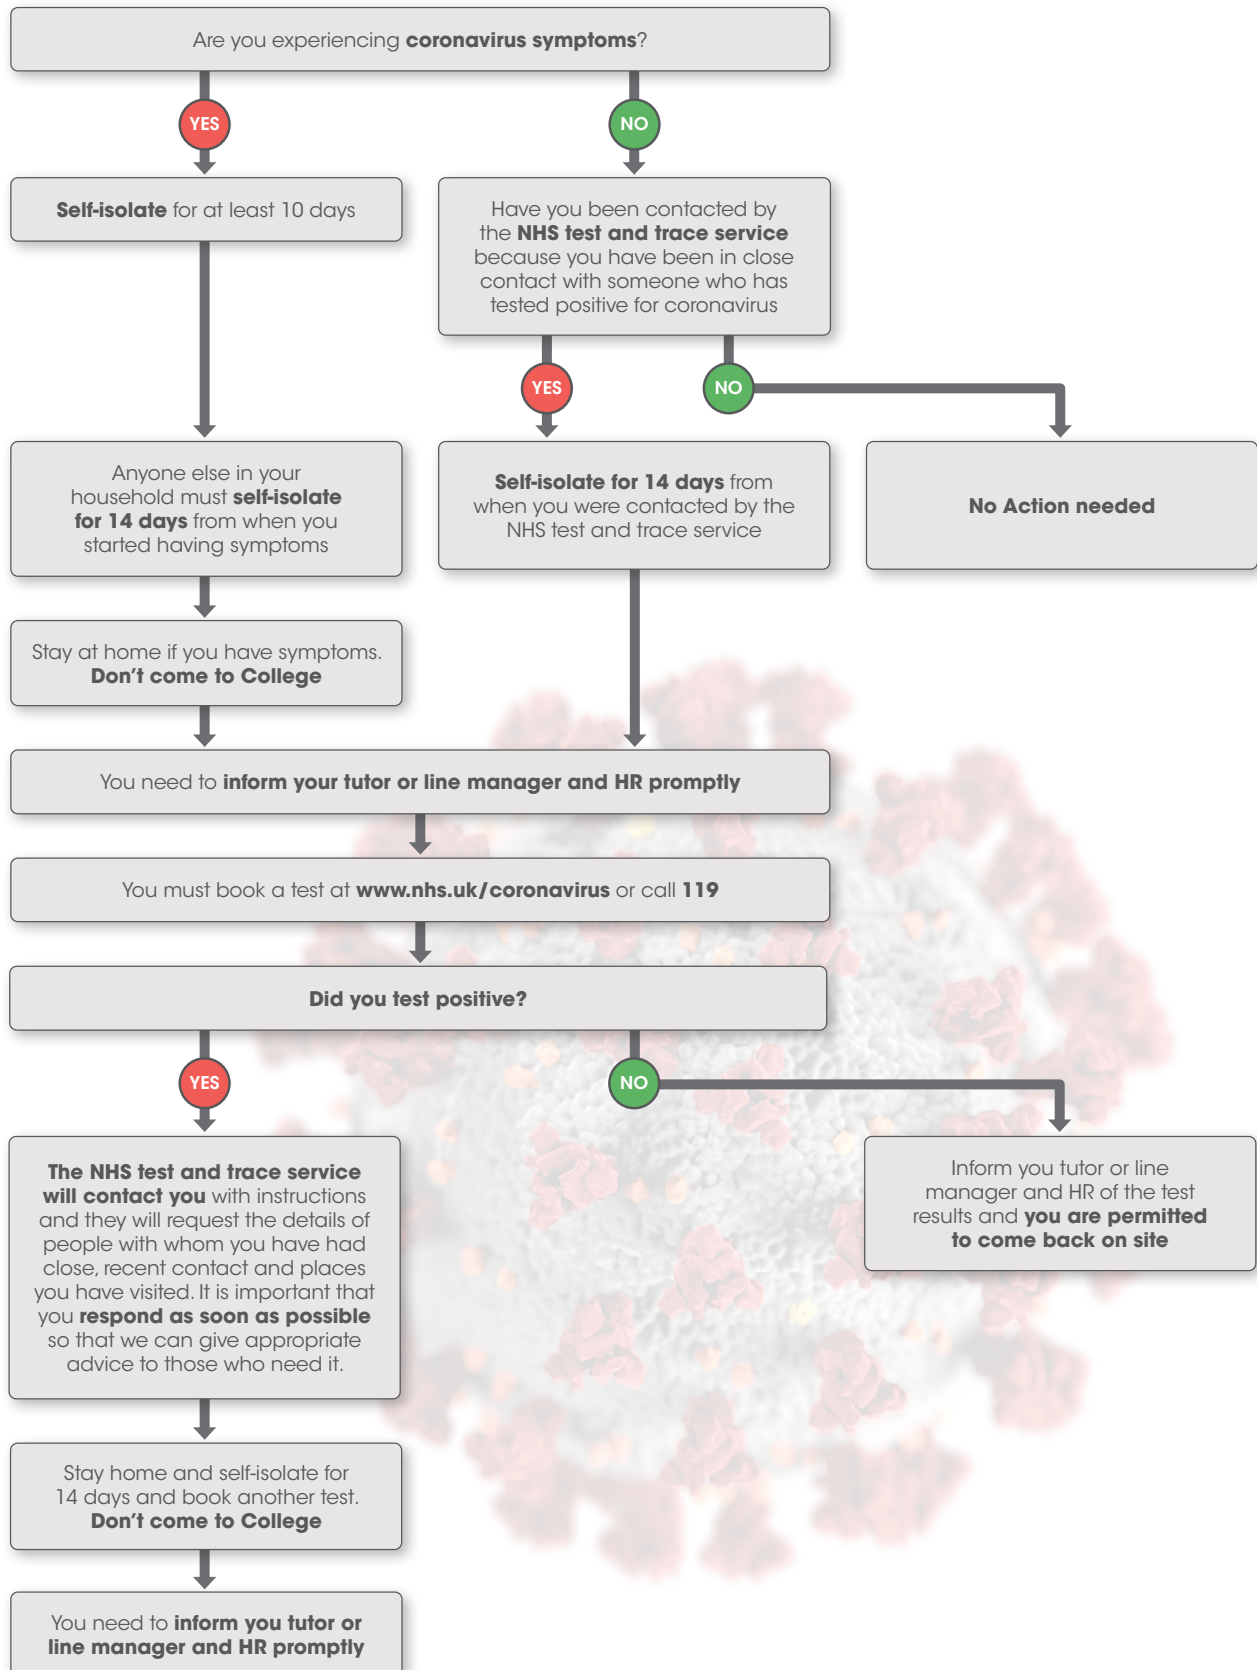 Are you experiencing coronavirus symptoms?
YES
NO
Self-isolate for at least 10 days
Have you been contacted by
the NHS test and trace service
because you have been in close
contact with someone who has
tested positive for coronavirus
YES
NO
Anyone else in your
household must self-isolate
for 14 days from when you
started having symptoms
Self-isolate for 14 days from
when you were contacted by the
NHS test and trace service
No Action needed
Stay at home if you have symptoms.
Don't come to College
You need to inform your tutor or line manager and HR promptly
You must book a test at www.nhs.uk/coronavirus or call 119
Did you test positive?
YES
NO
The NHS test and trace service
will contact you with instructions
and they will request the details of
people with whom you have had
close, recent contact and places
you have visited. It is important that
you respond as soon as possible
so that we can give appropriate
advice to those who need it.
Inform you tutor or line
manager and HR of the test
results and you are permitted
to come back on site
Stay home and self-isolate for
14 days and book another test.
Don't come to College
You need to inform you tutor or
line manager and HR promptly